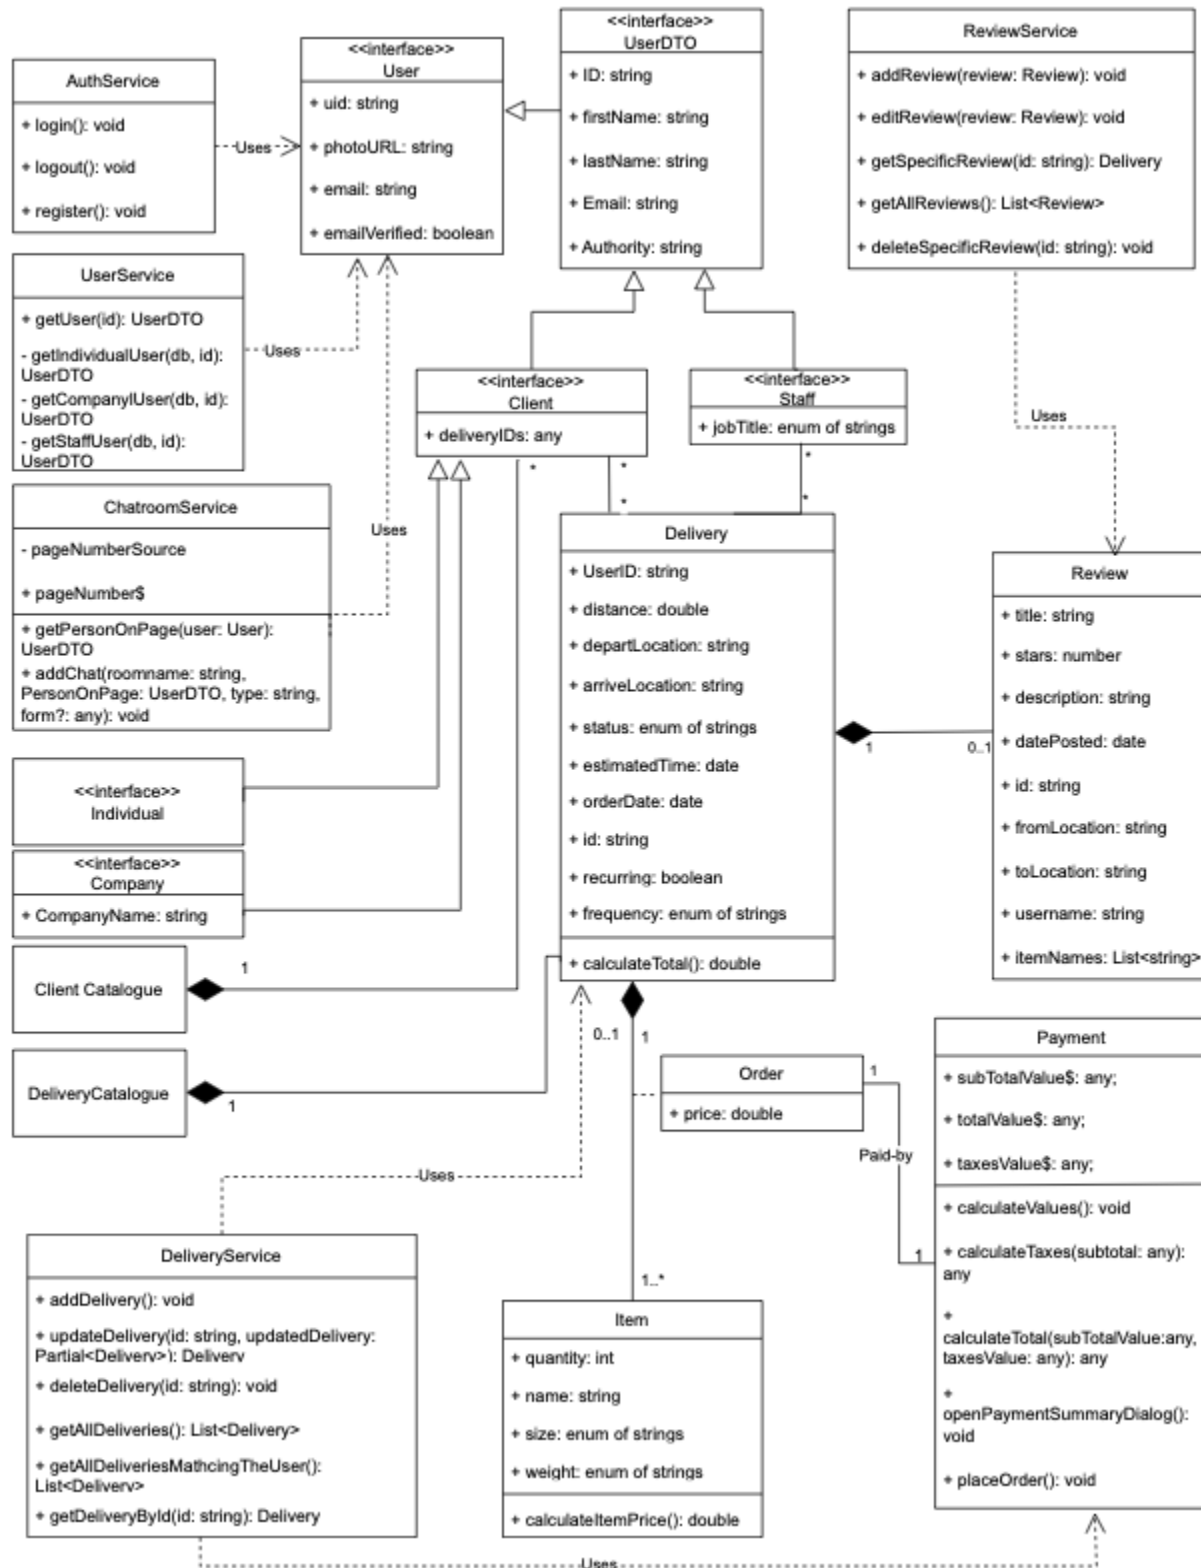 AuthService
+ login(): void
+ logout(): void
+ register(): void
<<interface>>
User
+ uid: string
+ photoURL: string
+ email: string
+ emailVerified: boolean
<<interface>>
UserDTO
+ ID: string
+ firstName: string
+ lastName: string
+ Email: string
+ Authority: string
ReviewService
+ addReview(review: Review): void
+ editReview(review: Review): void
+ getSpecificReview(id: string): Delivery
+ getAllReviews(): List<Review>
+ deleteSpecificReview(id: string): void
Uses
UserService
+ getUser(id): UserDTO
- getIndividualUser(db, id):
UserDTO
- getCompanyIUser(db, id):
UserDTO
- getStaffUser(db, id):
UserDTO
Uses
<<interface>>
Client
+ deliveryIDs: any
<<interface>>
Staff
+ jobTitle: enum of strings
Uses
*
*
*
*
*
ChatroomService
- pageNumberSource
+ pageNumber$
+ getPersonOnPage(user: User):
UserDTO
+ addChat(roomname: string,
PersonOnPage: UserDTO, type: string,
form?: any): void
Uses
Delivery
+ UserID: string
+ distance: double
+ departLocation: string
+ arriveLocation: string
+ status: enum of strings
+ estimatedTime: date
+ orderDate: date
+ id: string
+ recurring: boolean
+ frequency: enum of strings
+ calculateTotal(): double
1
0..1
Review
+ title: string
+ stars: number
+ description: string
+ datePosted: date
+ id: string
+ fromLocation: string
+ toLocation: string
+ username: string
+ itemNames: List<string>
<<interface>>
Individual
<<interface>>
Company
+ CompanyName: string
Client Catalogue
1
DeliveryCatalogue
1
0..1
1
Order
+ price: double
1
Paid-by
1
Payment
+ subTotalValue$: any;
+ totalValue$: any;
+ taxesValue$: any;
+ calculateValues(): void
+ calculateTaxes(subtotal: any):
any
+
calculateTotal(subTotalValue:any,
taxesValue: any): any
+
openPaymentSummaryDialog():
void
+ placeOrder(): void
Uses
DeliveryService
+ addDelivery(): void
+ updateDelivery(id: string, updatedDelivery:
Partial<Delivery>): Delivery
+ deleteDelivery(id: string): void
+ getAllDeliveries(): List<Delivery>
+ getAllDeliveriesMathcingTheUser():
List<Delivery>
+ getDeliveryById(id: string): Delivery
1..*
Item
+ quantity: int
+ name: string
+ size: enum of strings
+ weight: enum of strings
+ calculateItemPrice(): double
Uses